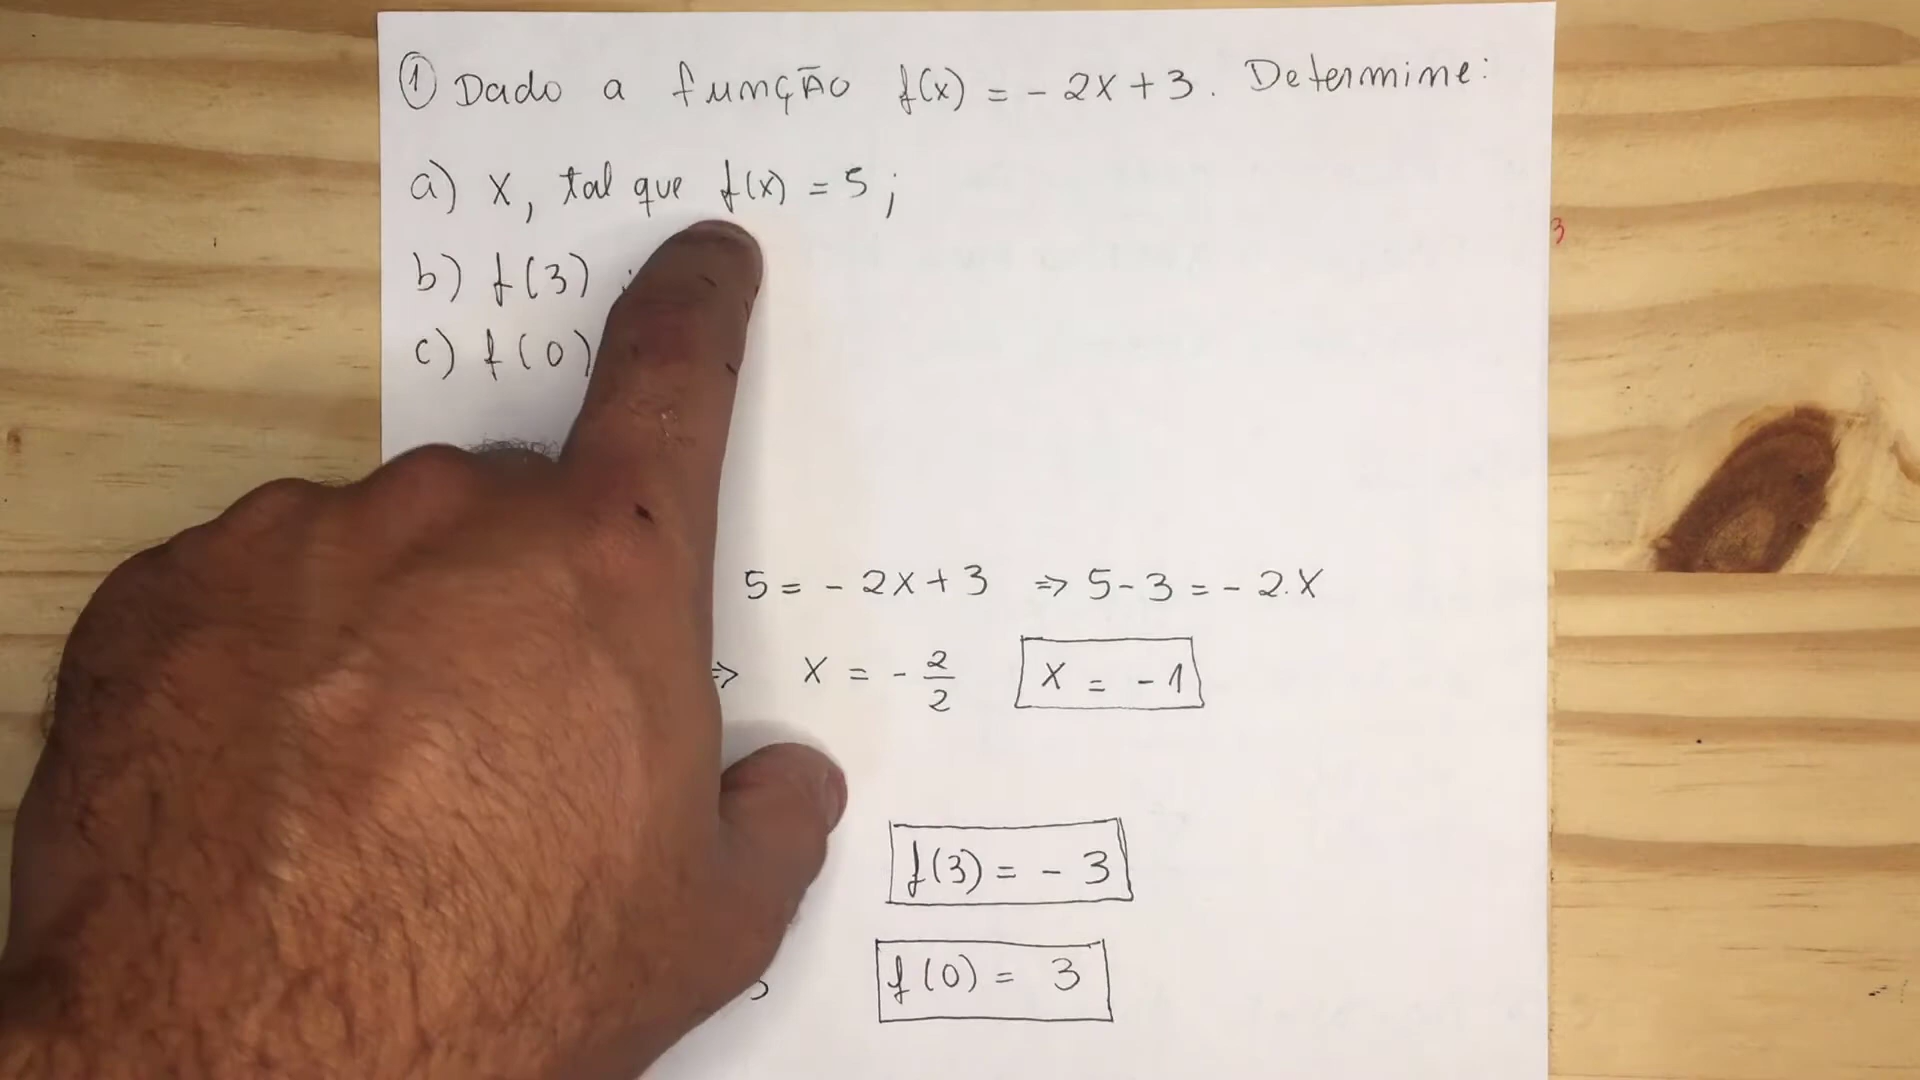 ① Dado a funçÃo f(x) = - 2x + 3. Determine:
a) x, tal que f(x) = 5;
3
b) f(3) ;
c) f(0)
5 = - 2x + 3 ⇒ 5 - 3 = - 2.x
⇒ x = - 2/2 x = - 1
f(3) = - 3
f(0) = 3